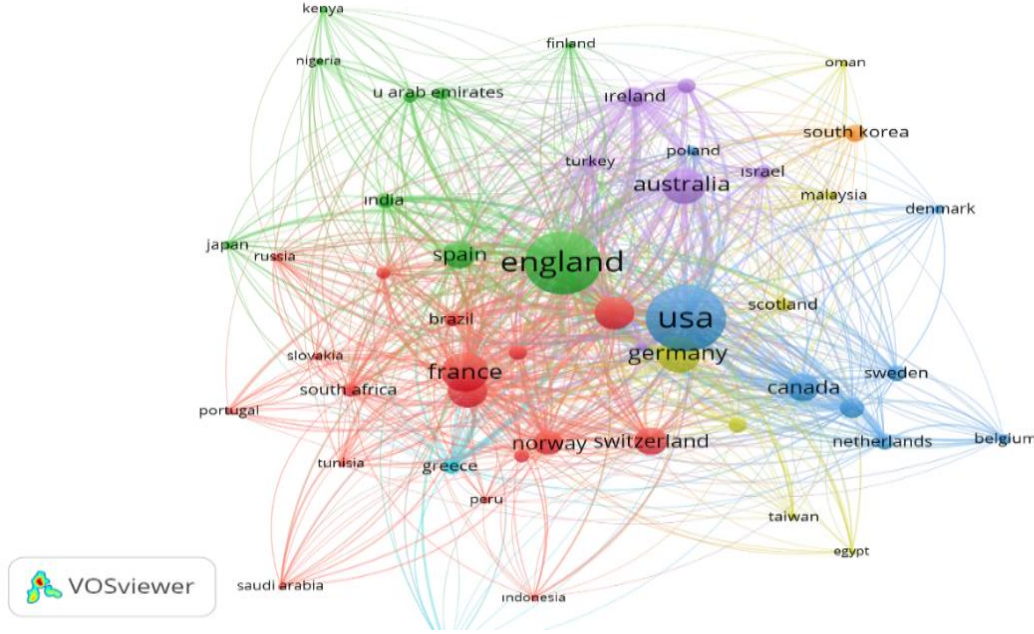 kenya
finland
nigeria
oman
u arab emirates
ireland
south korea
poland
turkey
israel
australia
malaysia
india
denmark
japan
spain
russia
england
scotland
brazil
usa
germany
slovakia
france
sweden
south africa
canada
portugal
norway
switzerland
netherlands
belgium
tunisia
greece
peru
taiwan
egypt
saudi arabia
VOSviewer
indonesia